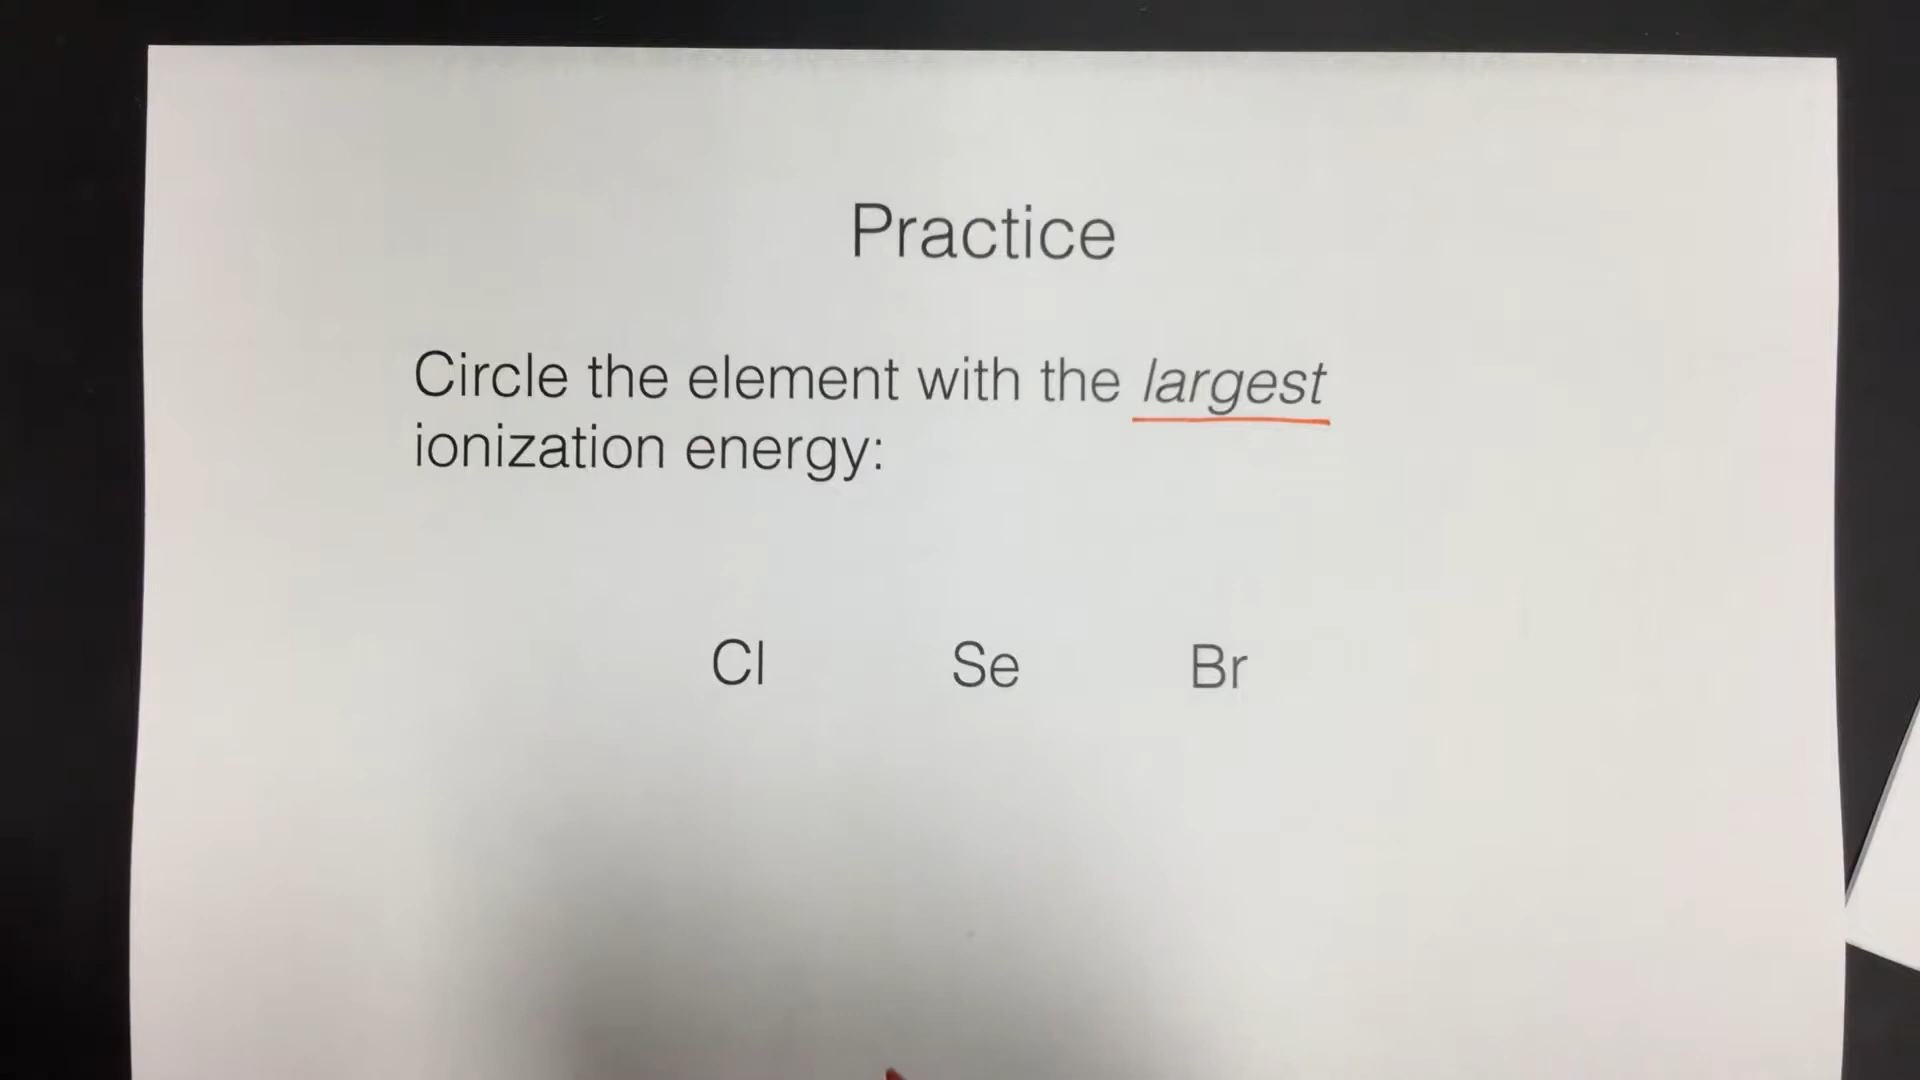 Practice
Circle the element with the largest
ionization energy:
Cl Se Br